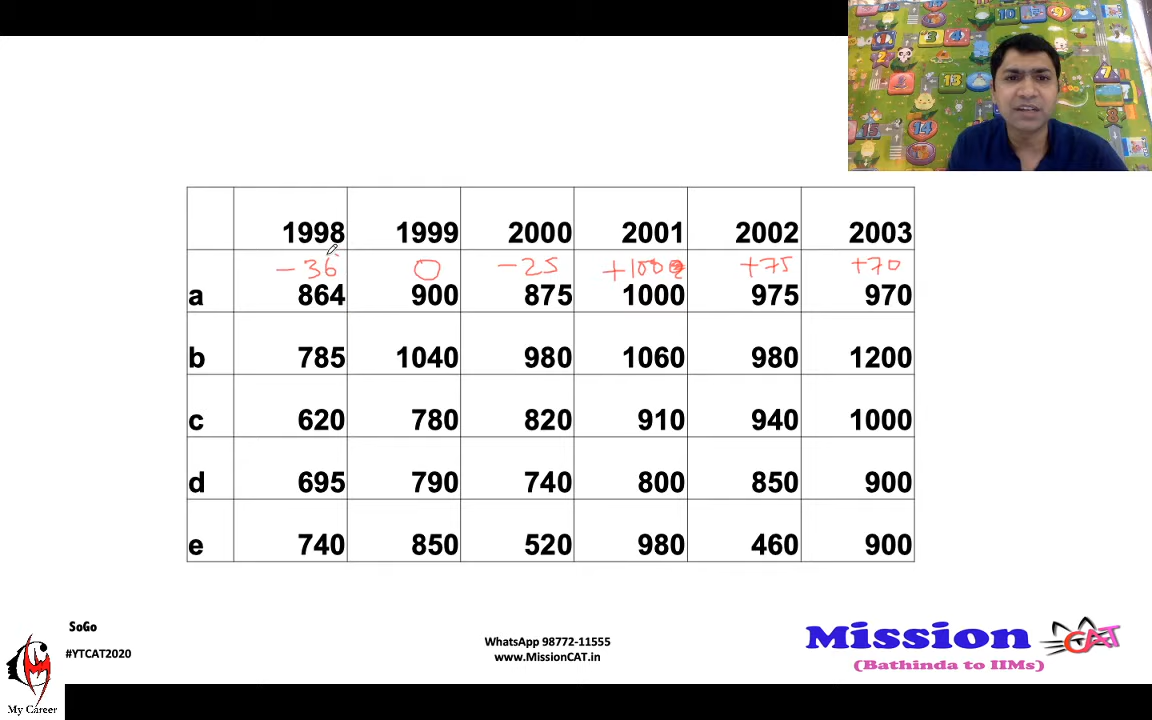 1998 1999 2000 2001 2002 2003
-36 0 -25 +100 +75 +70
a 864 900 875 1000 975 970
b 785 1040 980 1060 980 1200
c 620 780 820 910 940 1000
d 695 790 740 800 850 900
e 740 850 520 980 460 900
SoGo
#YTCAT2020
My Career
WhatsApp 98772-11555
www.MissionCAT.in
Mission CAT
(Bathinda to IIMs)